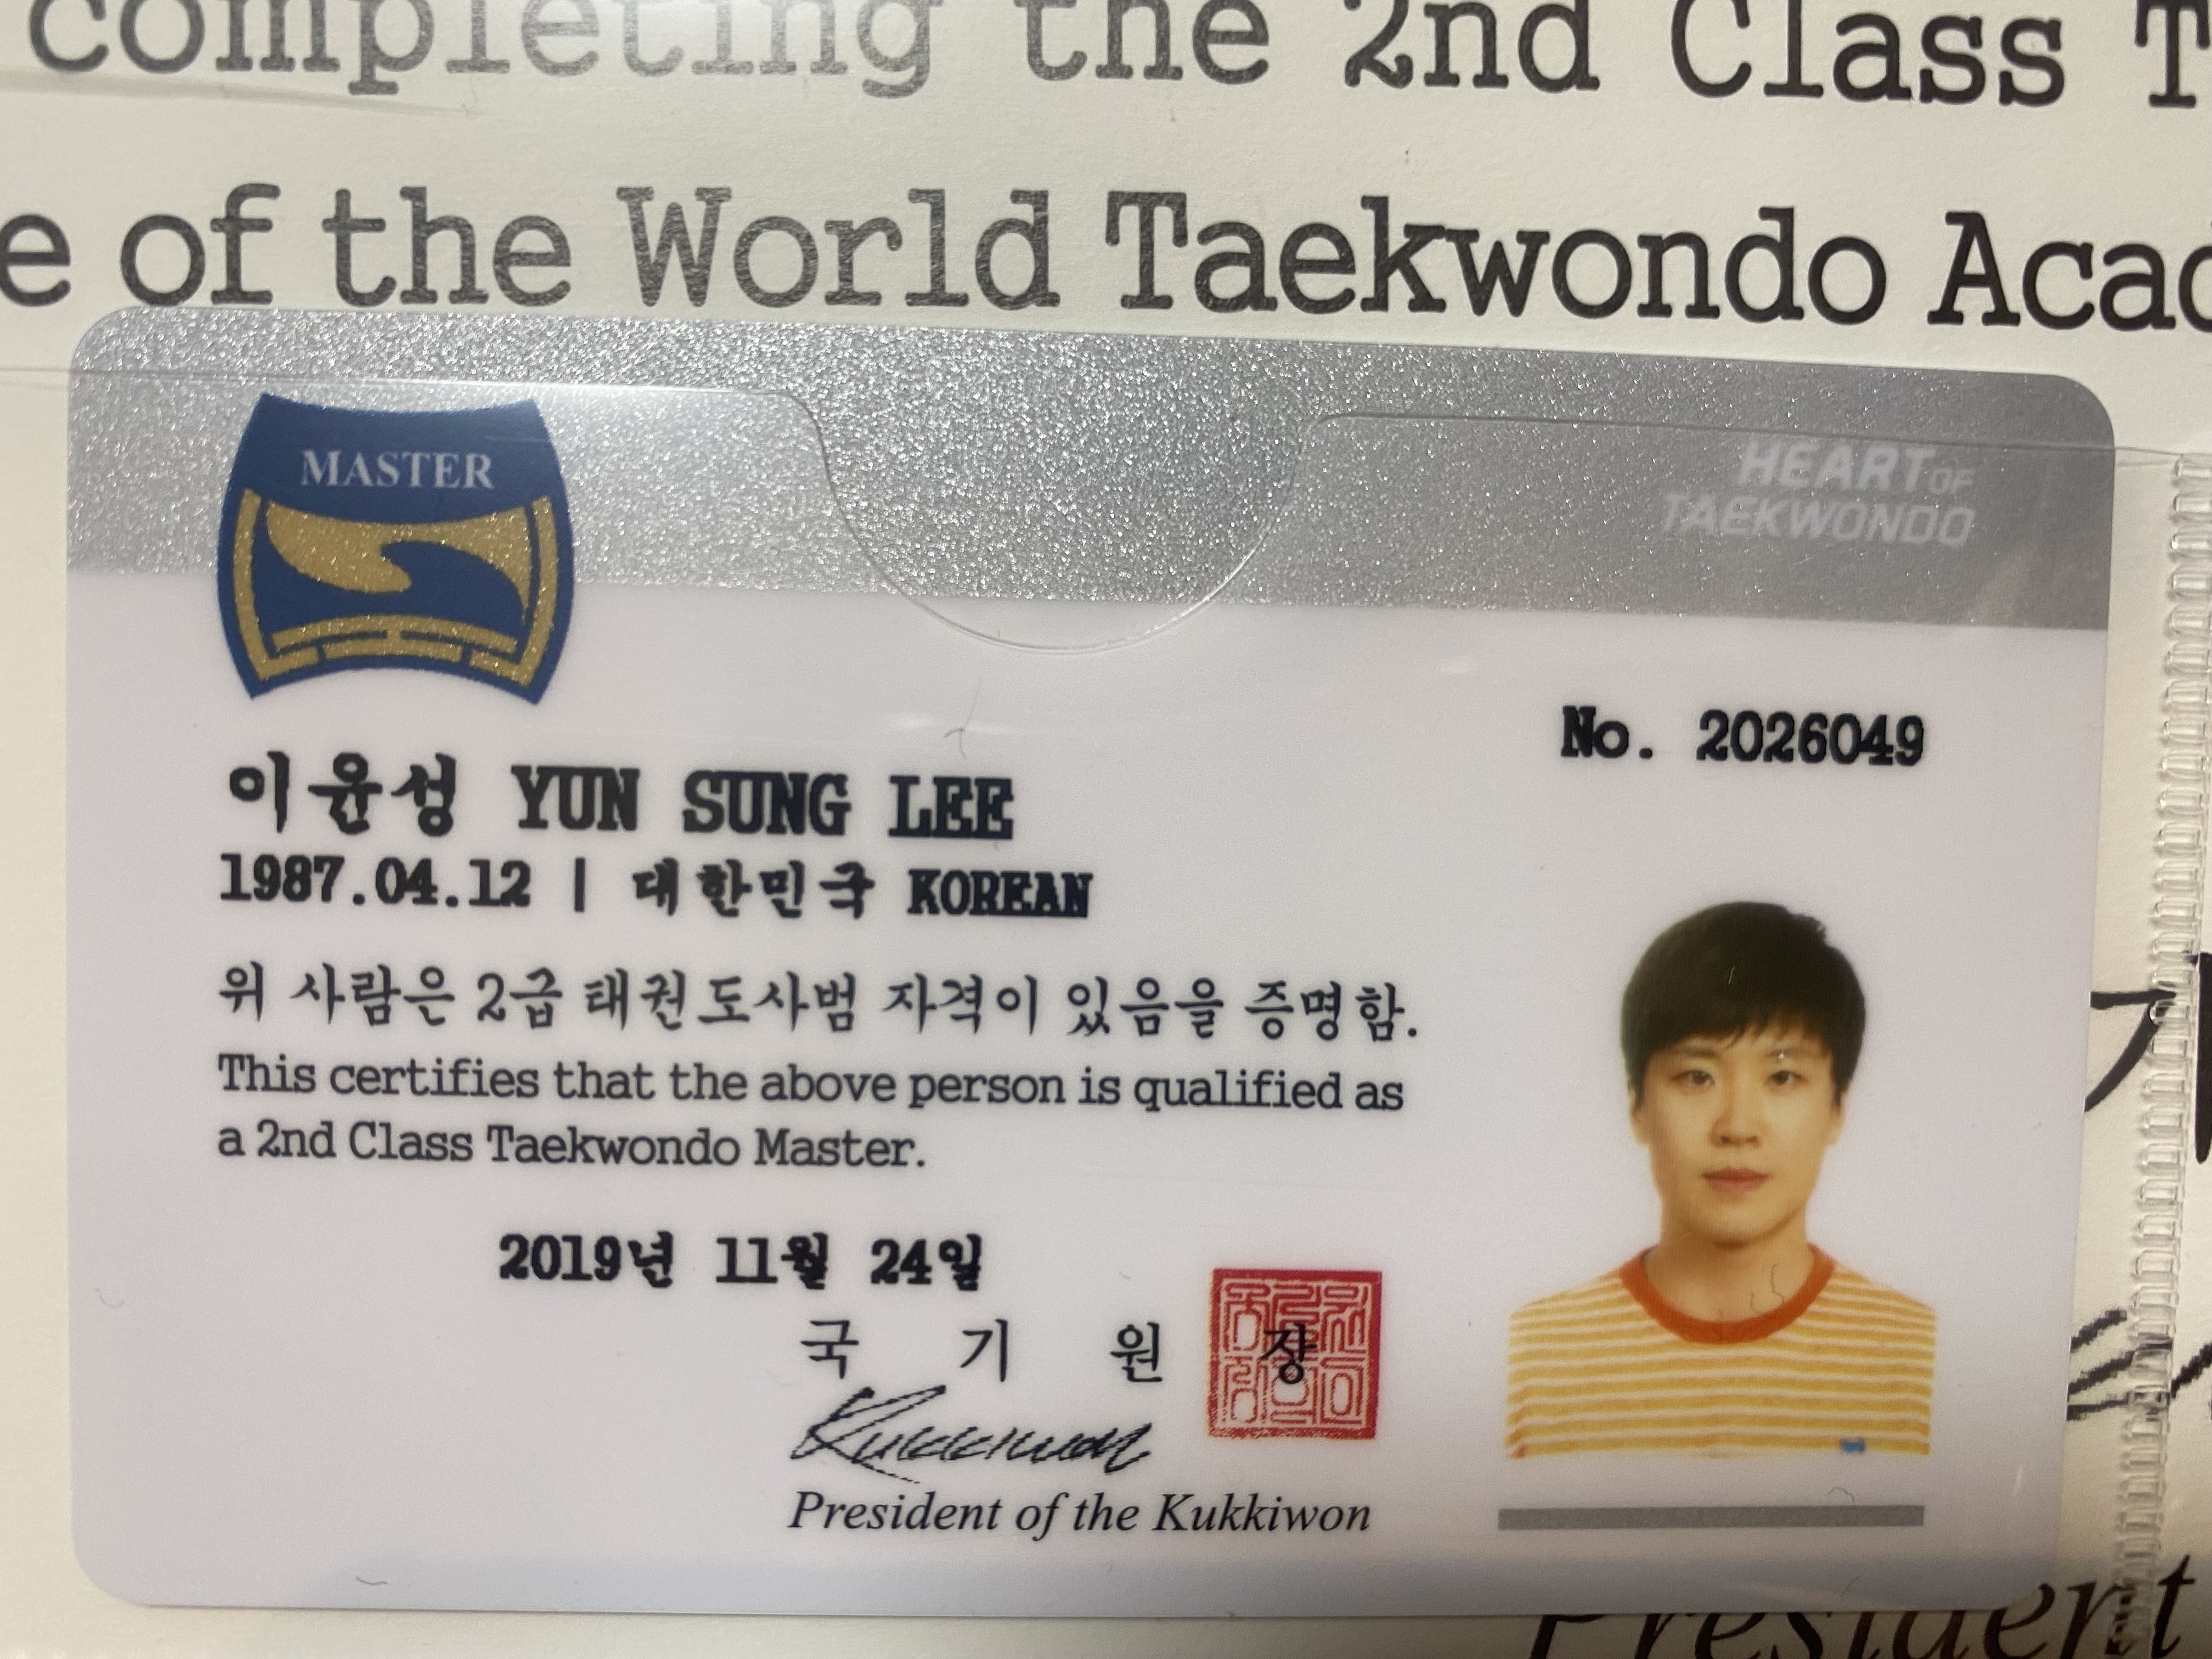 completing the 2nd Class T
e of the World Taekwondo Acad
MASTER
HEART OF
TAEKWONDO
No. 2026049
이윤성 YUN SUNG LEE
1987.04.12 | 대한민국 KOREAN
위 사람은 2급 태권도사범 자격이 있음을 증명함.
This certifies that the above person is qualified as
a 2nd Class Taekwondo Master.
2019년 11월 24일
국 기 원 장
Kukkiwon
President of the Kukkiwon
President